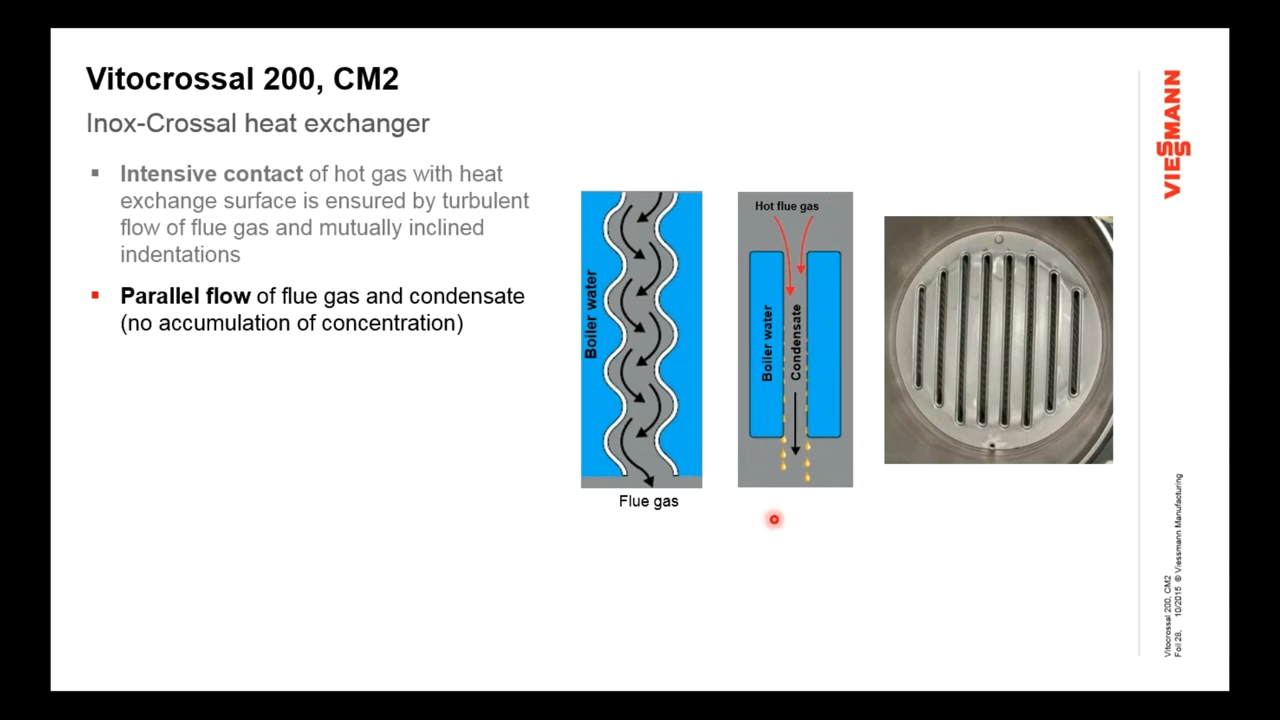 Vitocrossal 200, CM2
Inox-Crossal heat exchanger
▪ Intensive contact of hot gas with heat
exchange surface is ensured by turbulent
flow of flue gas and mutually inclined
indentations
▪ Parallel flow of flue gas and condensate
(no accumulation of concentration)
Boiler water
Flue gas
Hot flue gas
Boiler water
Condensate
VIESSMANN
Vitocrossal 200, CM2
Foil 28, 10/2015 © Viessmann Manufacturing